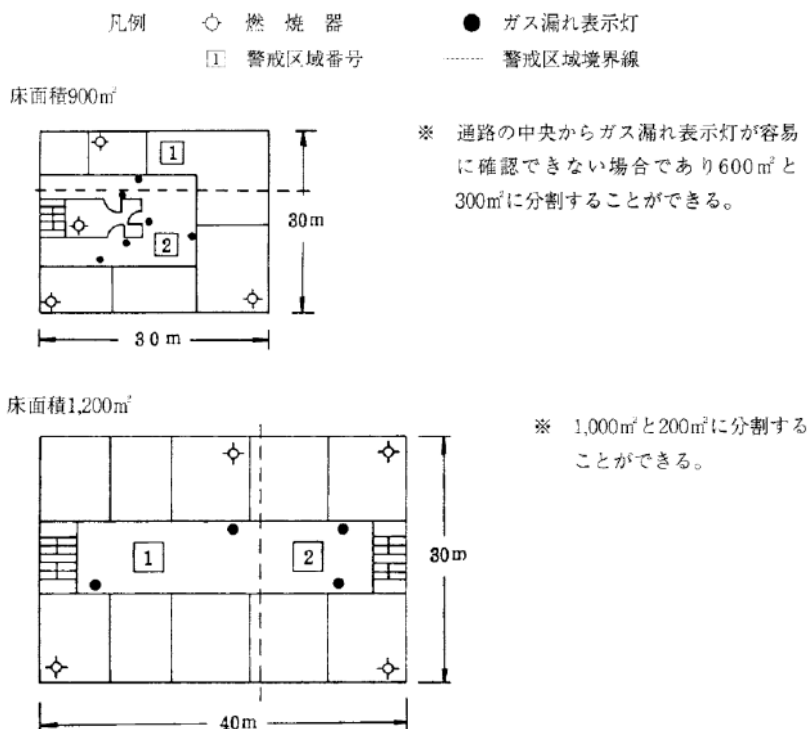 凡例 燃焼器 ガス漏れ表示灯
1 警戒区域番号 警戒区域境界線
床面積900㎡
※ 通路の中央からガス漏れ表示灯が容易
に確認できない場合であり600㎡と
300㎡に分割することができる。
1
30m
2
30m
床面積1,200㎡
※ 1,000㎡と200㎡に分割する
ことができる。
1 2 30m
40m